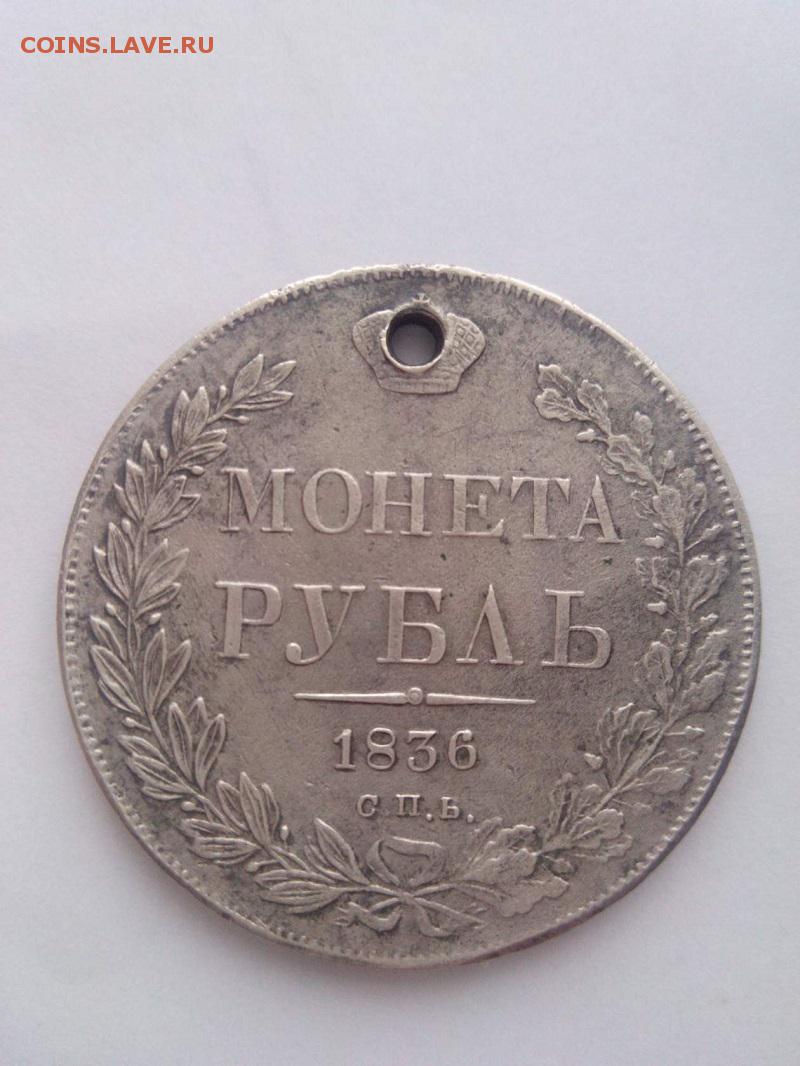 COINS.LAVE.RU
МОНЕТА
РУБЛЬ
1836
С.П.Б.